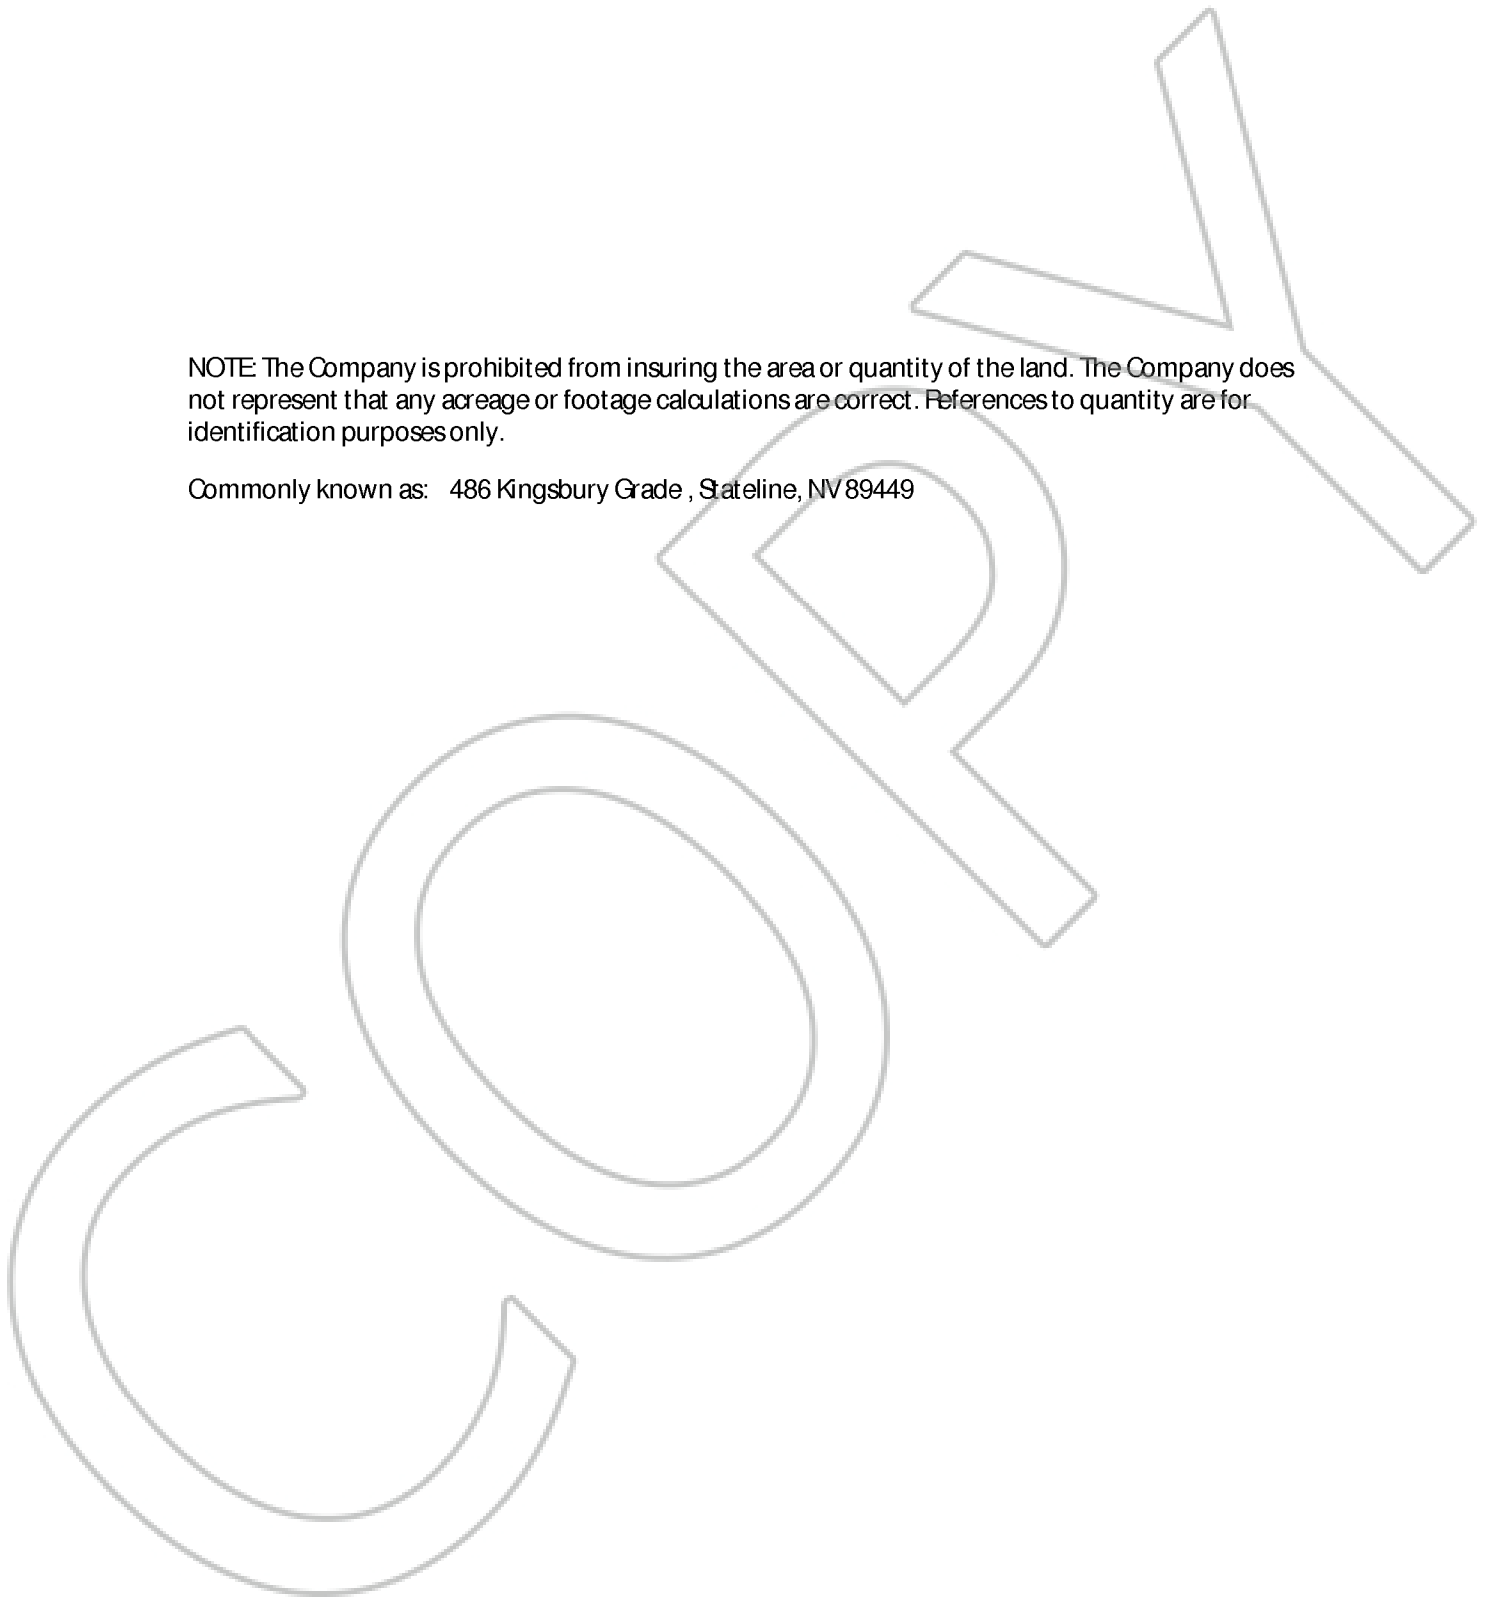 NOTE: The Company is prohibited from insuring the area or quantity of the land. The Company does
not represent that any acreage or footage calculations are correct. References to quantity are for
identification purposes only.
Commonly known as: 486 Kingsbury Grade , Stateline, NV 89449
COPY